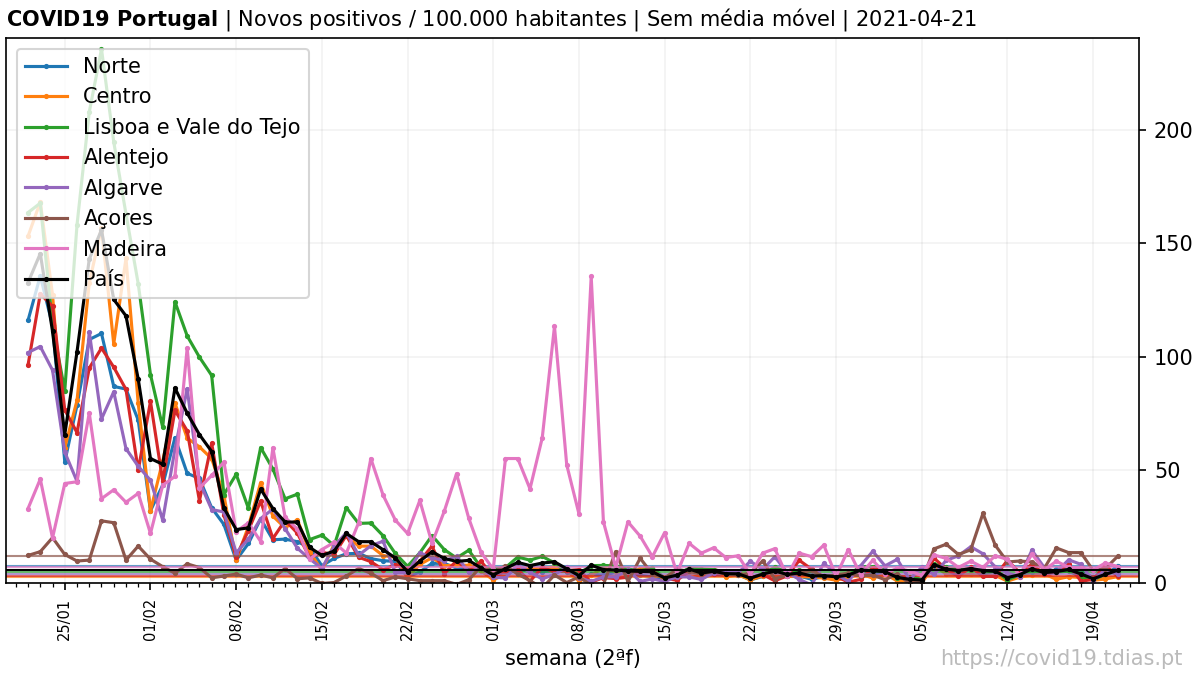 COVID19 Portugal | Novos positivos / 100.000 habitantes | Sem média móvel | 2021-04-21
Norte
Centro
Lisboa e Vale do Tejo
Alentejo
Algarve
Açores
Madeira
País
200
150
100
50
0
25/01
01/02
08/02
15/02
22/02
01/03
08/03
15/03
22/03
29/03
05/04
12/04
19/04
semana (2ªf)
https://covid19.tdias.pt